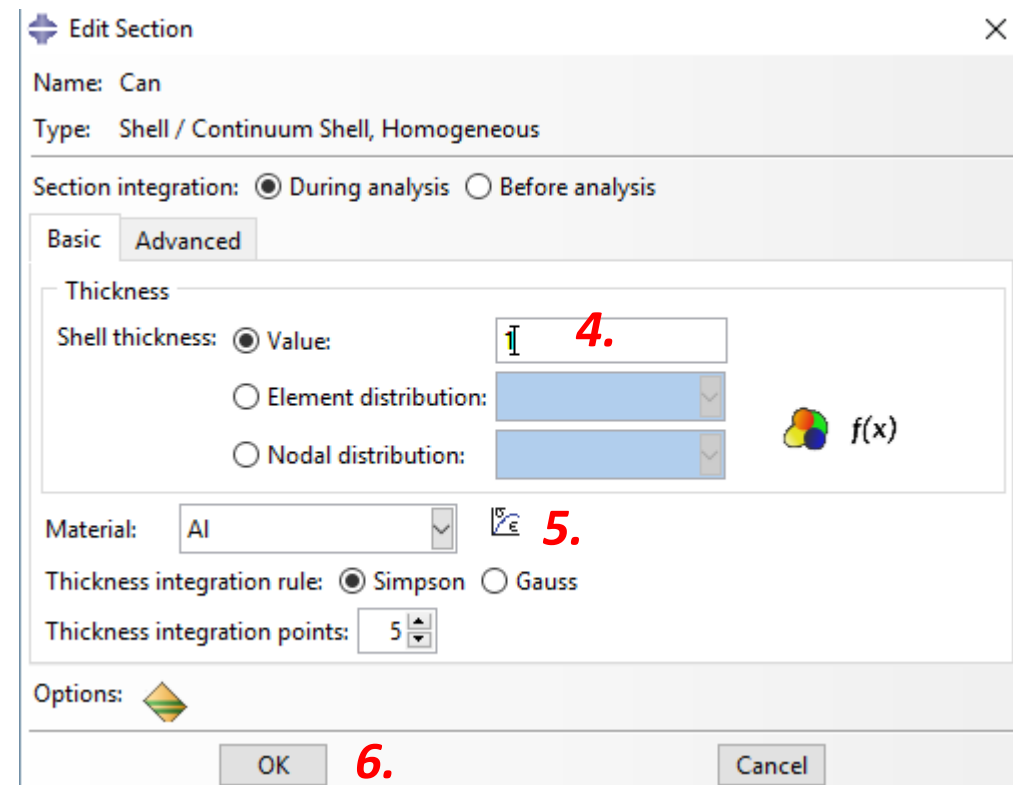 Edit Section
Name: Can
Type: Shell / Continuum Shell, Homogeneous
Section integration: During analysis Before analysis
Basic Advanced
Thickness
Shell thickness: Value: 1 4.
Element distribution:
f(x)
Nodal distribution:
Material: Al σ ε 5.
Thickness integration rule: Simpson Gauss
Thickness integration points: 5
Options:
OK 6. Cancel